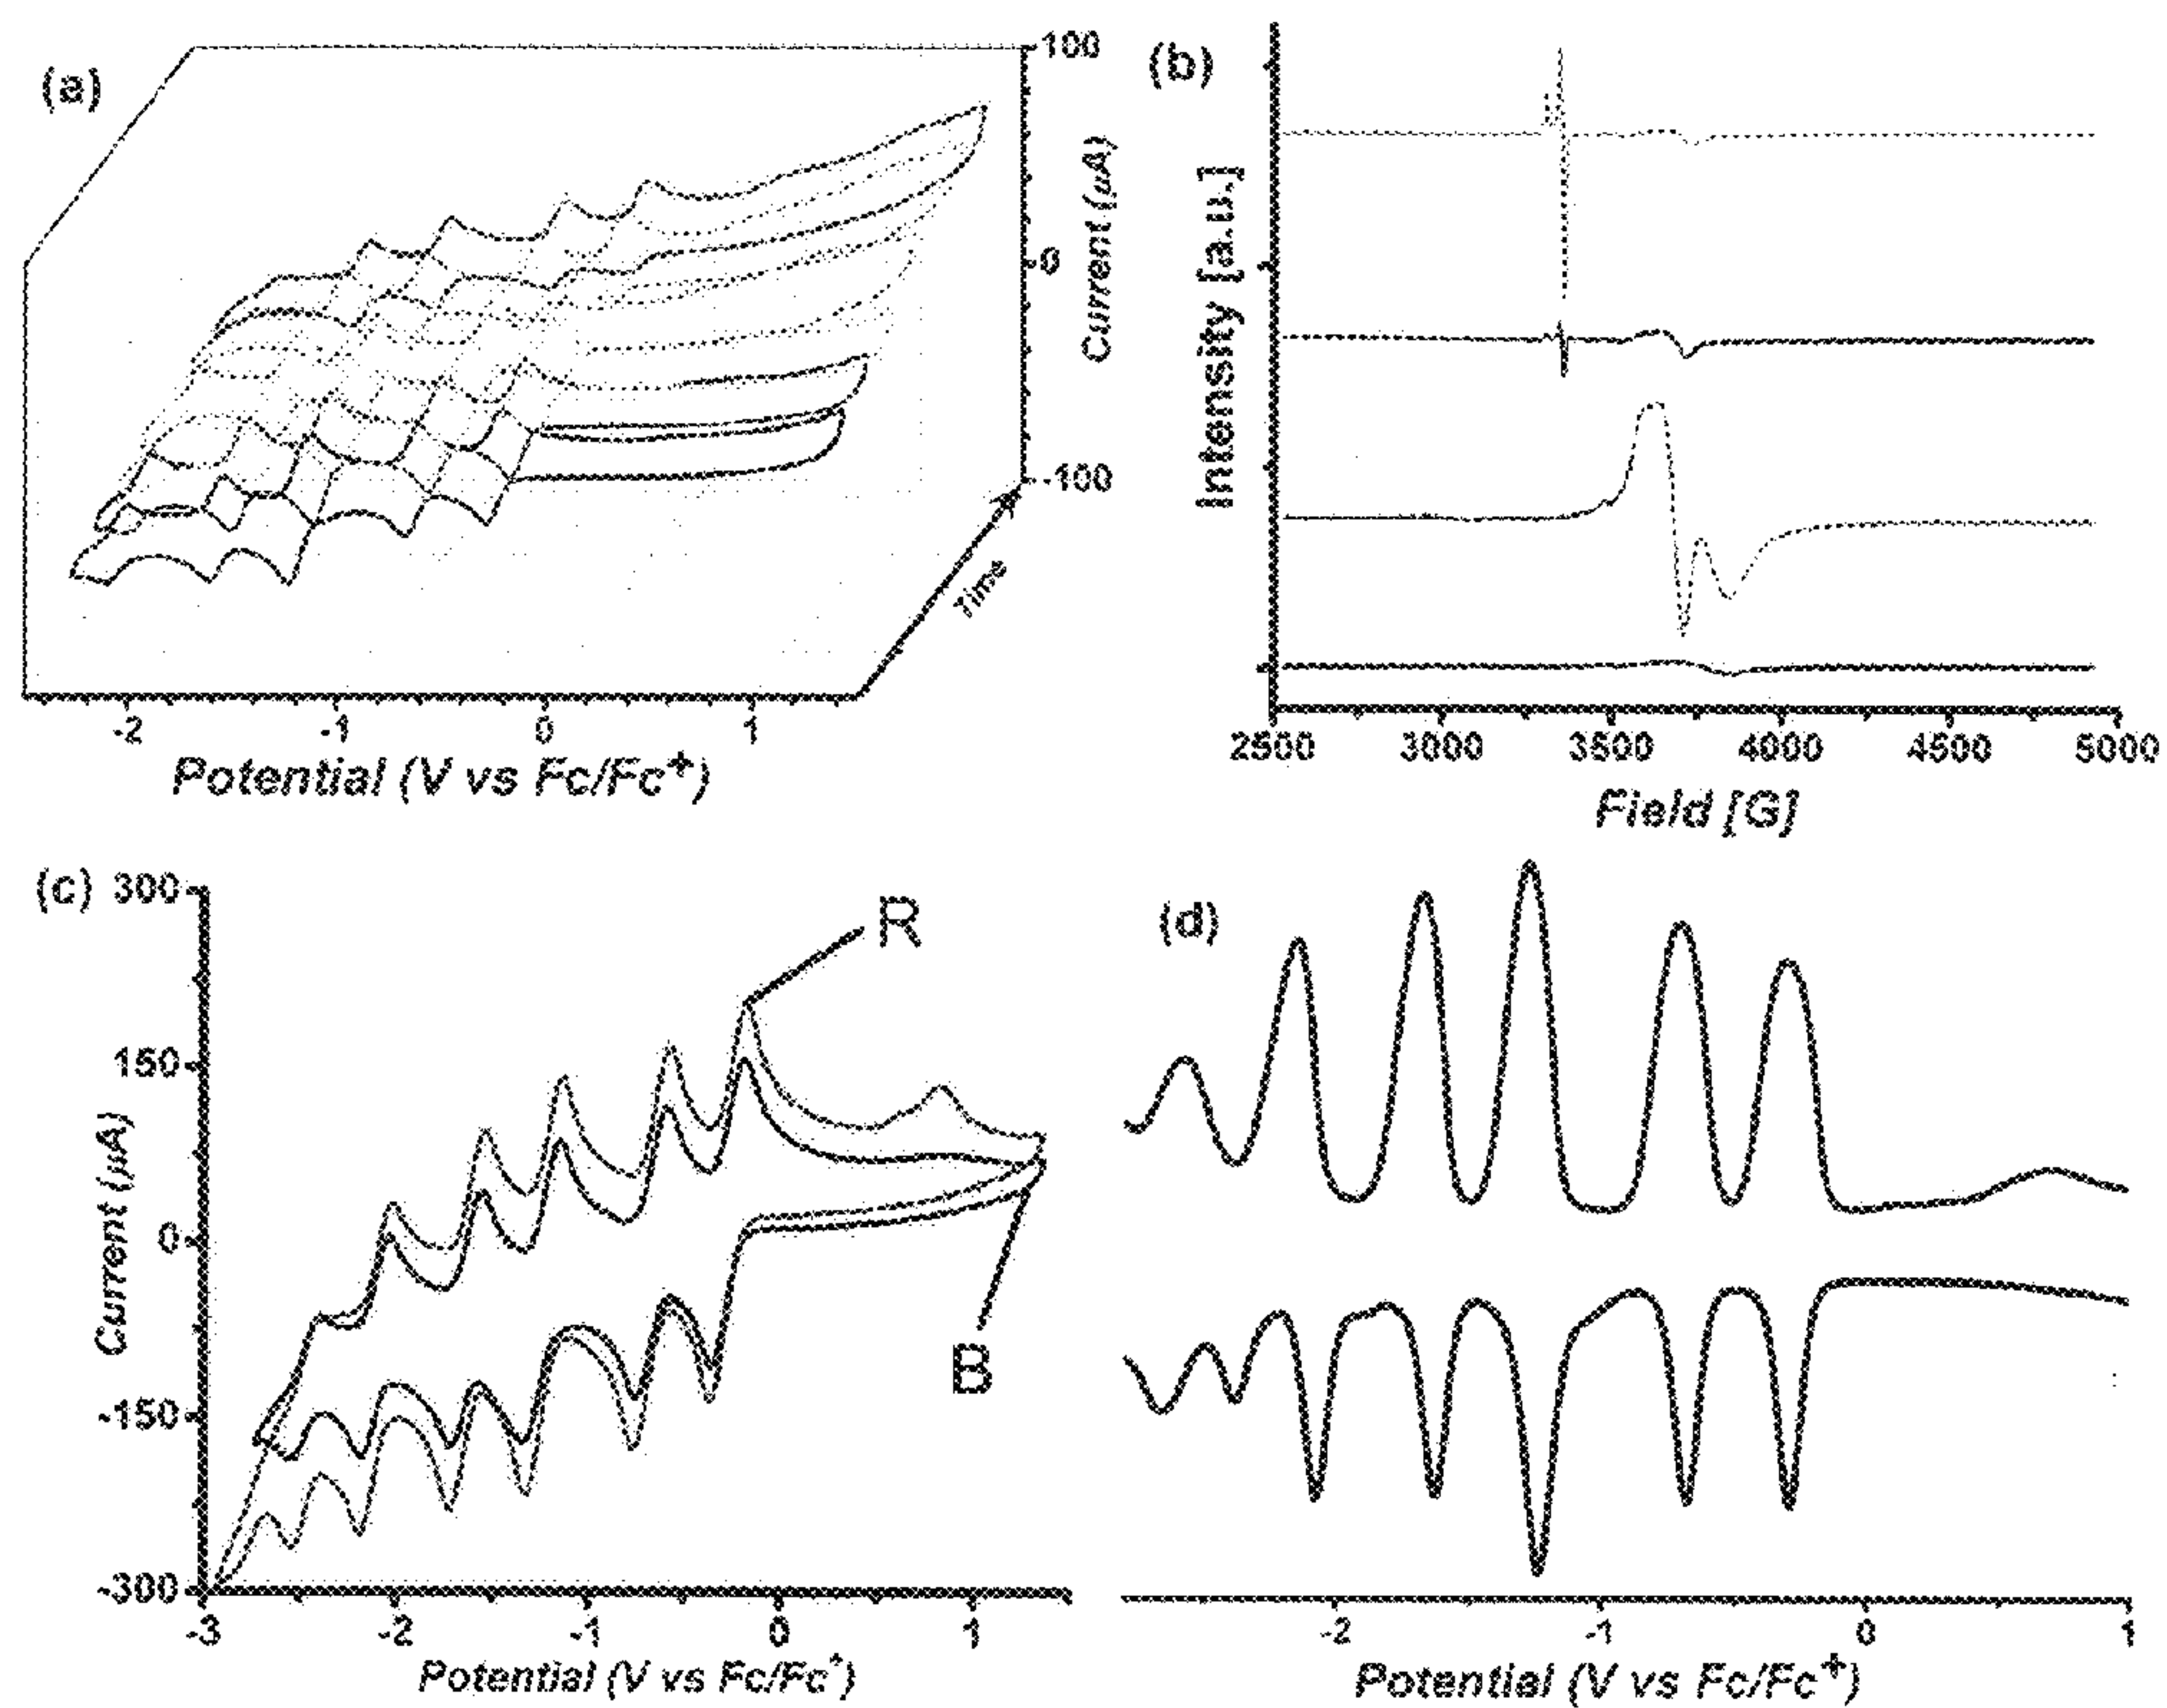 (a)
100
0
-100
Current (μA)
Time
-2 -1 0 1
Potential (V vs Fc/Fc+)
(b)
Intensity [a.u.]
2500 3000 3500 4000 4500 5000
Field [G]
(c)
300
150
0
-150
-300
Current (μA)
R
B
-3 -2 -1 0 1
Potential (V vs Fc/Fc+)
(d)
-2 -1 0 1
Potential (V vs Fc/Fc+)